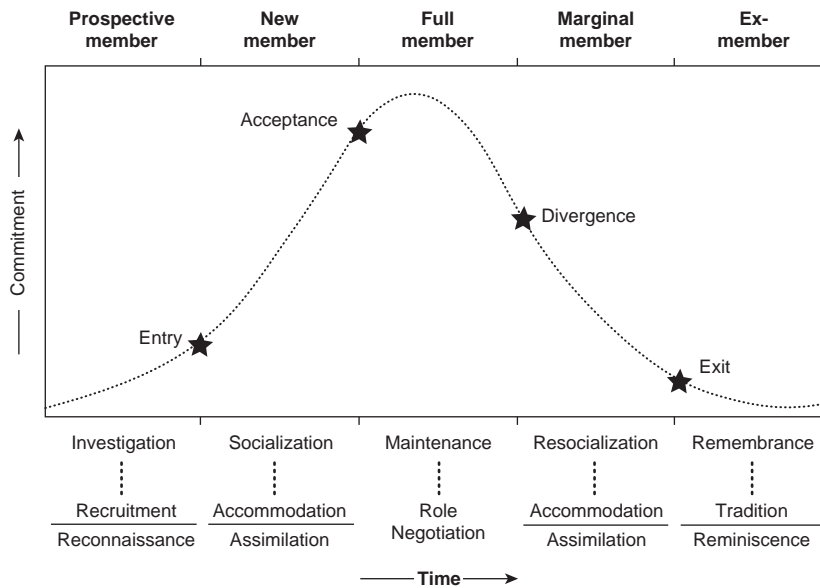 Prospective member
New member
Full member
Marginal member
Ex-member
Commitment
Acceptance
Divergence
Entry
Exit
Investigation
Socialization
Maintenance
Resocialization
Remembrance
Recruitment
Reconnaissance
Accommodation
Assimilation
Role
Negotiation
Accommodation
Assimilation
Tradition
Reminiscence
Time